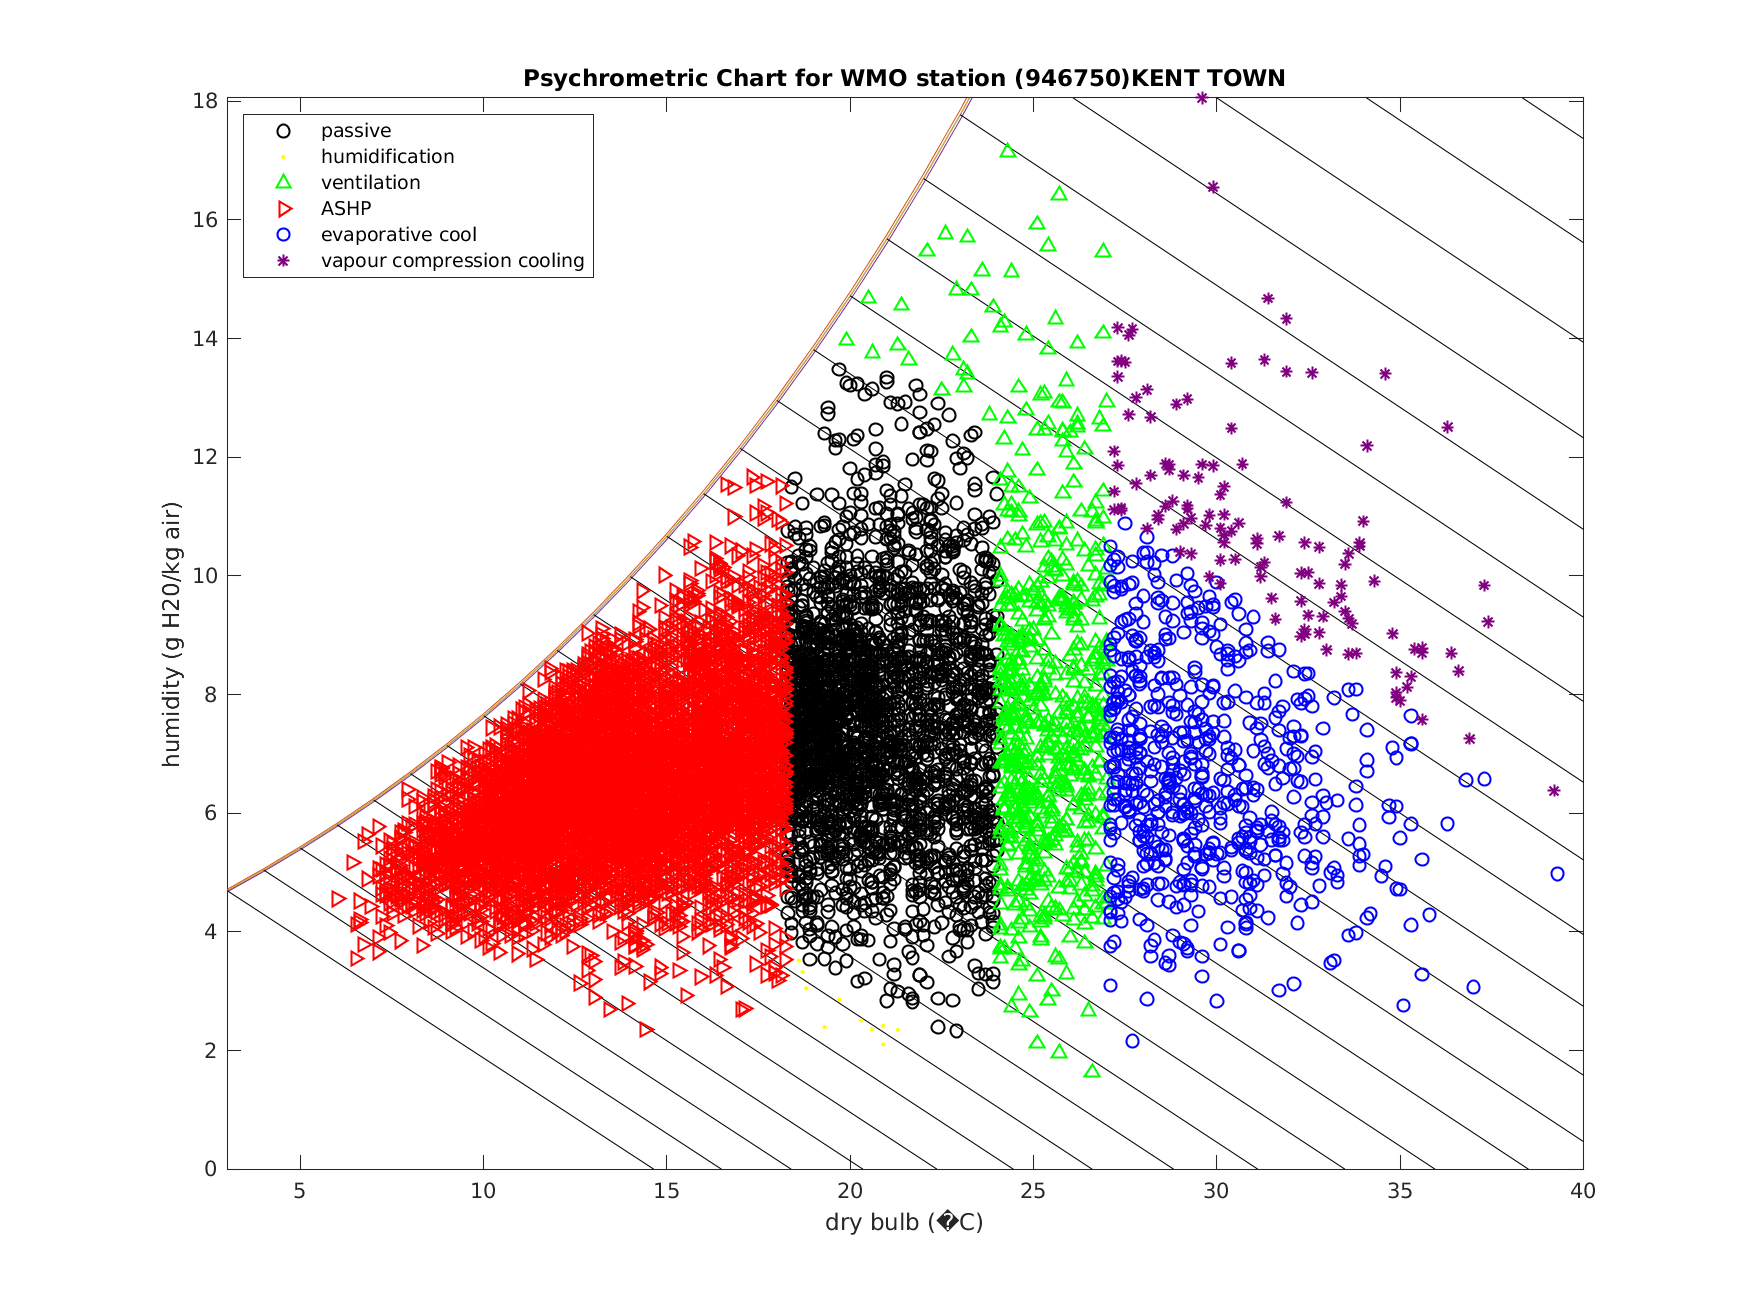 Psychrometric Chart for WMO station (946750)KENT TOWN
passive
humidification
ventilation
ASHP
evaporative cool
vapour compression cooling
humidity (g H20/kg air)
18
16
14
12
10
8
6
4
2
0
5 10 15 20 25 30 35 40
dry bulb (�C)